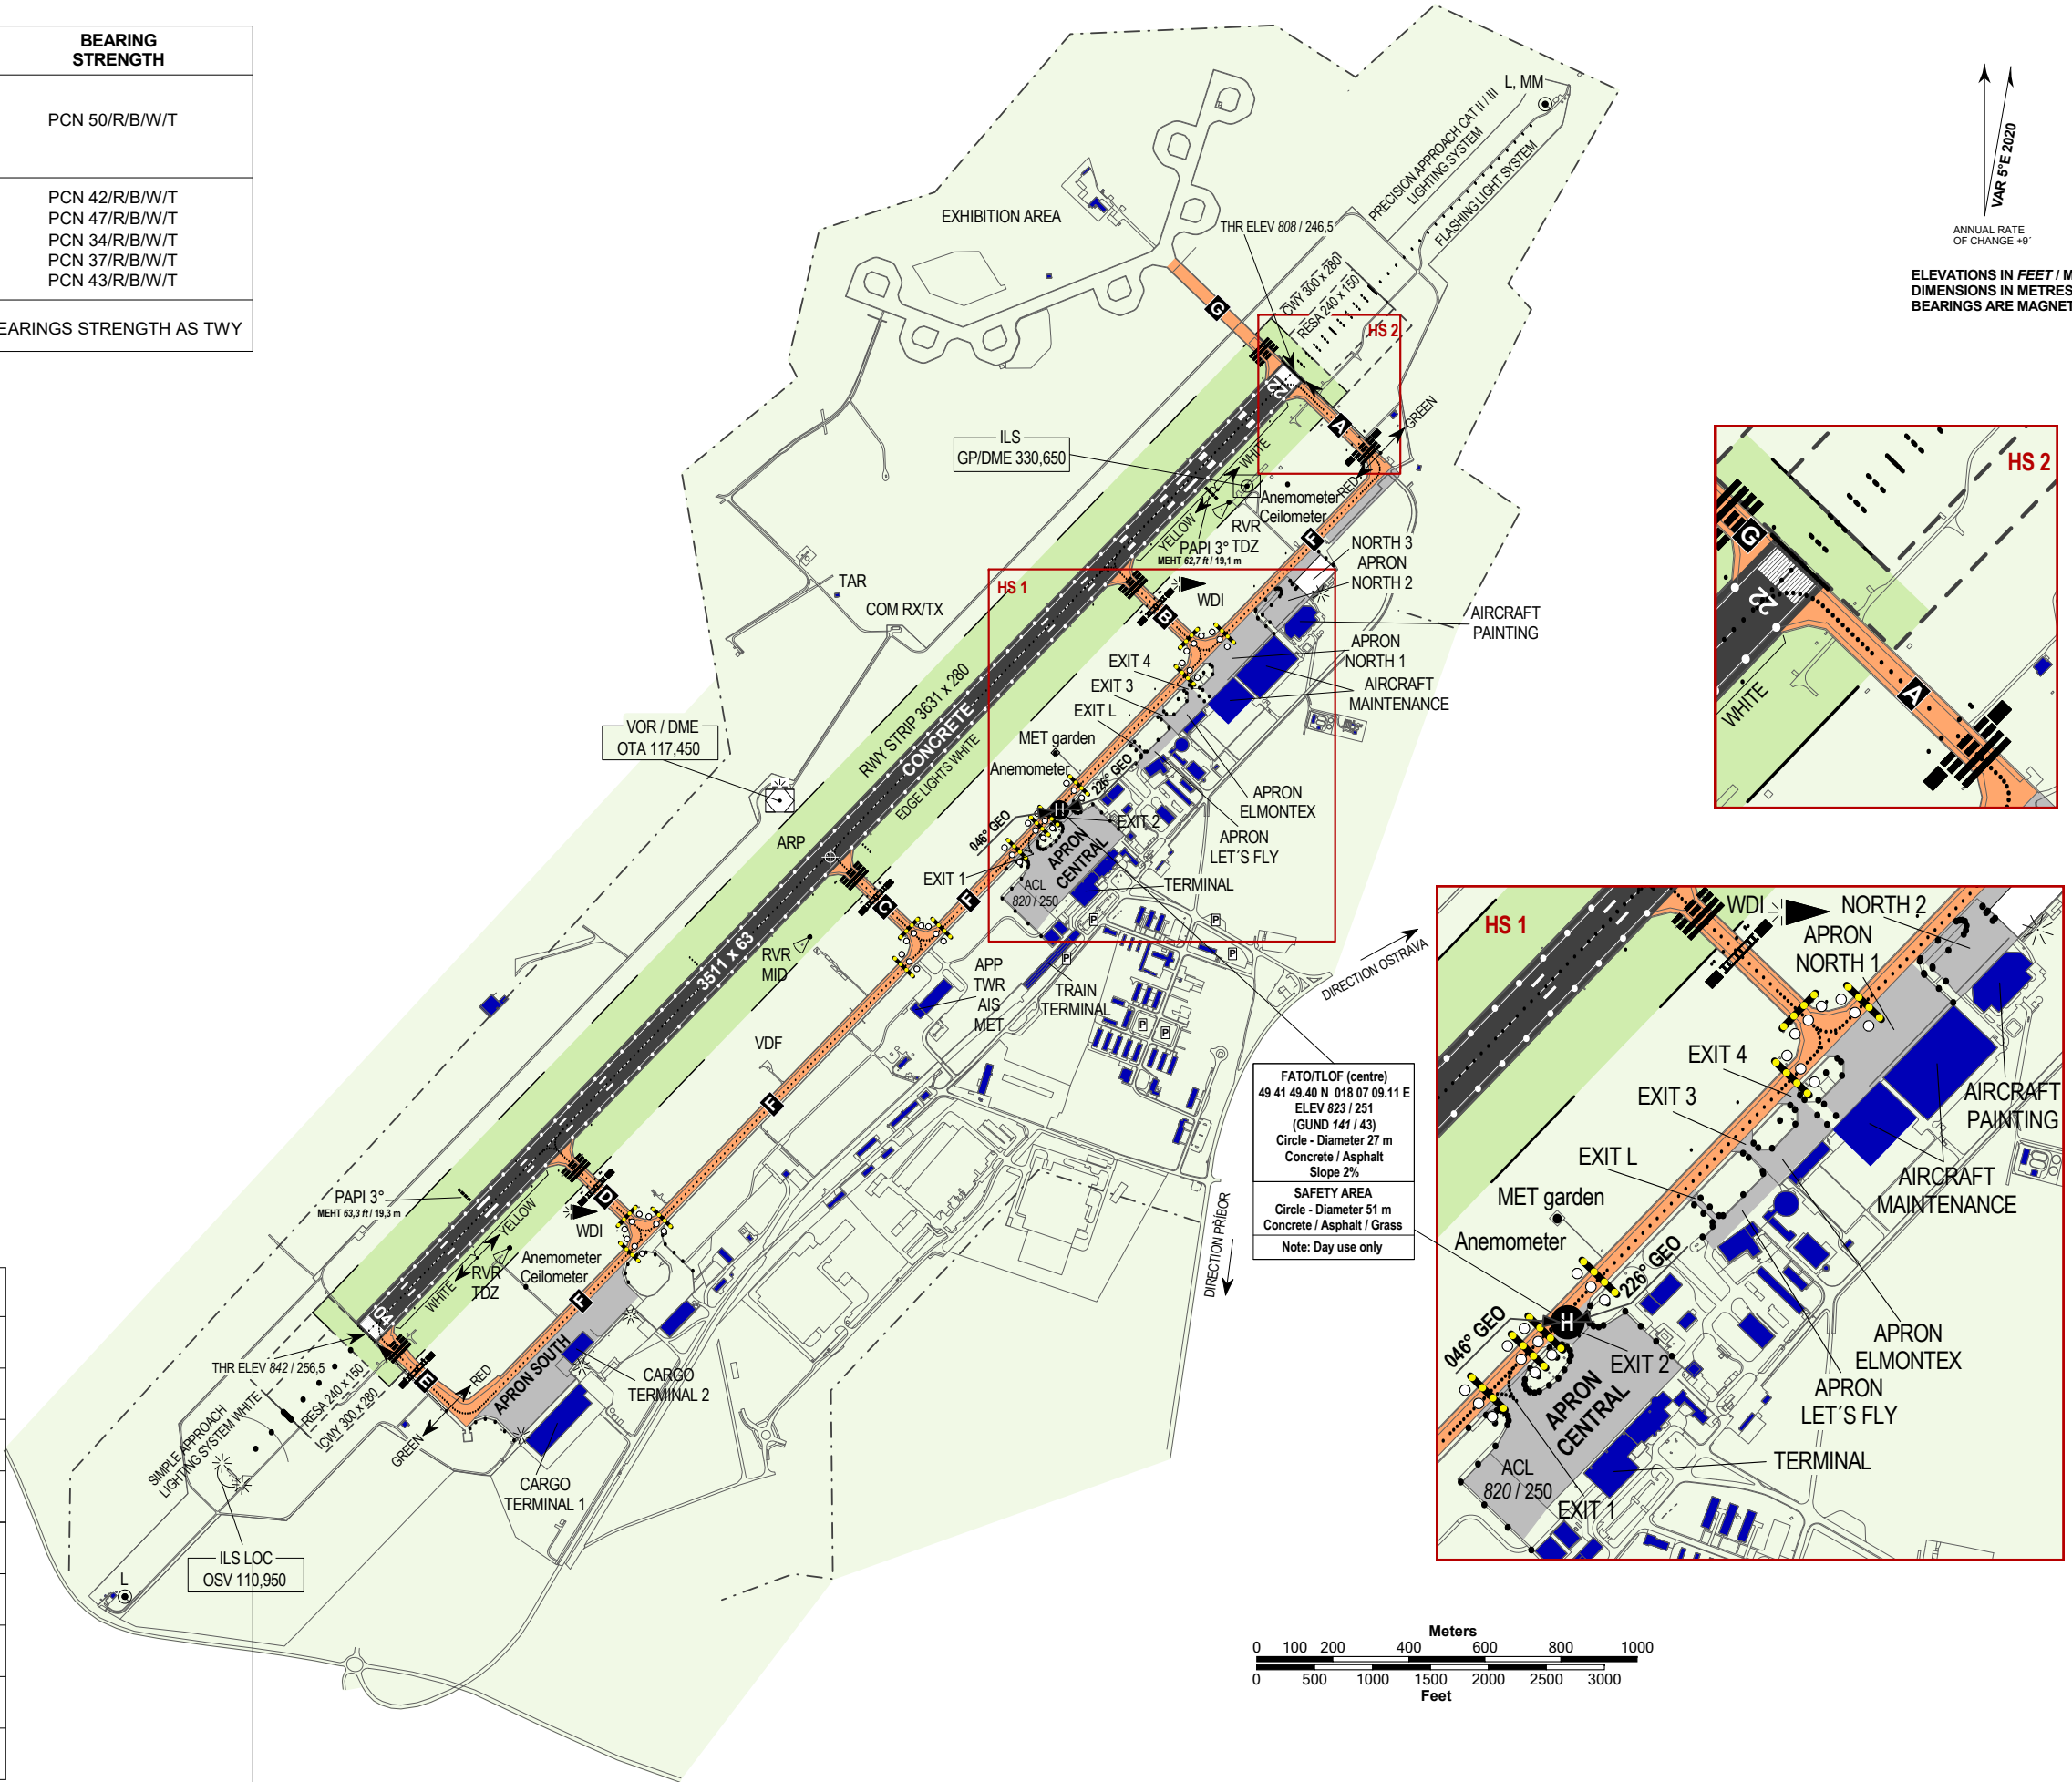 BEARING
STRENGTH
PCN 50/R/B/W/T
PCN 42/R/B/W/T
PCN 47/R/B/W/T
PCN 34/R/B/W/T
PCN 37/R/B/W/T
PCN 43/R/B/W/T
EARINGS STRENGTH AS TWY
VAR 5°E 2020
ANNUAL RATE
OF CHANGE +9'
ELEVATIONS IN FEET / M
DIMENSIONS IN METRES
BEARINGS ARE MAGNET
L, MM
PRECISION APPROACH CAT II / III
LIGHTING SYSTEM
FLASHING LIGHT SYSTEM
EXHIBITION AREA
THR ELEV 808 / 246,5
CWY 300 x 280
RESA 240 x 150
HS 2
G
22
A
GREEN
RED
WHITE
YELLOW
ILS
GP/DME 330,650
Anemometer
Ceilometer
RVR
TDZ
PAPI 3°
MEHT 62,7 ft / 19,1 m
F
NORTH 3
APRON
NORTH 2
HS 1
WDI
B
AIRCRAFT
PAINTING
APRON
NORTH 1
AIRCRAFT
MAINTENANCE
EXIT 4
EXIT 3
EXIT L
MET garden
Anemometer
226° GEO
046° GEO
H
EXIT 2
APRON
ELMONTEX
APRON
LET´S FLY
APRON
CENTRAL
ACL
820 / 250
TERMINAL
EXIT 1
F
TAR
COM RX/TX
VOR / DME
OTA 117,450
RWY STRIP 3631 x 280
CONCRETE
EDGE LIGHTS WHITE
ARP
C
3511 x 63
RVR
MID
APP
TWR
AIS
MET
TRAIN
TERMINAL
P
P
P
P
P
P
DIRECTION OSTRAVA
DIRECTION PŘÍBOR
VDF
F
FATO/TLOF (centre)
49 41 49.40 N 018 07 09.11 E
ELEV 823 / 251
(GUND 141 / 43)
Circle - Diameter 27 m
Concrete / Asphalt
Slope 2%
SAFETY AREA
Circle - Diameter 51 m
Concrete / Asphalt / Grass
Note: Day use only
PAPI 3°
MEHT 63,3 ft / 19,3 m
D
WDI
YELLOW
WHITE
RVR
TDZ
Anemometer
Ceilometer
F
04
THR ELEV 842 / 256,5
E
RED
GREEN
APRON SOUTH
CARGO
TERMINAL 2
CARGO
TERMINAL 1
RESA 240 x 150
CWY 300 x 280
SIMPLE APPROACH
LIGHTING SYSTEM WHITE
ILS LOC
OSV 110,950
L
HS 2
G
22
WHITE
A
HS 1
WDI
NORTH 2
APRON
NORTH 1
EXIT 4
EXIT 3
EXIT L
AIRCRAFT
PAINTING
AIRCRAFT
MAINTENANCE
MET garden
Anemometer
226° GEO
046° GEO
H
EXIT 2
APRON
ELMONTEX
APRON
LET´S FLY
APRON
CENTRAL
TERMINAL
ACL
820 / 250
EXIT 1
Meters
0 100 200 400 600 800 1000
0 500 1000 1500 2000 2500 3000
Feet